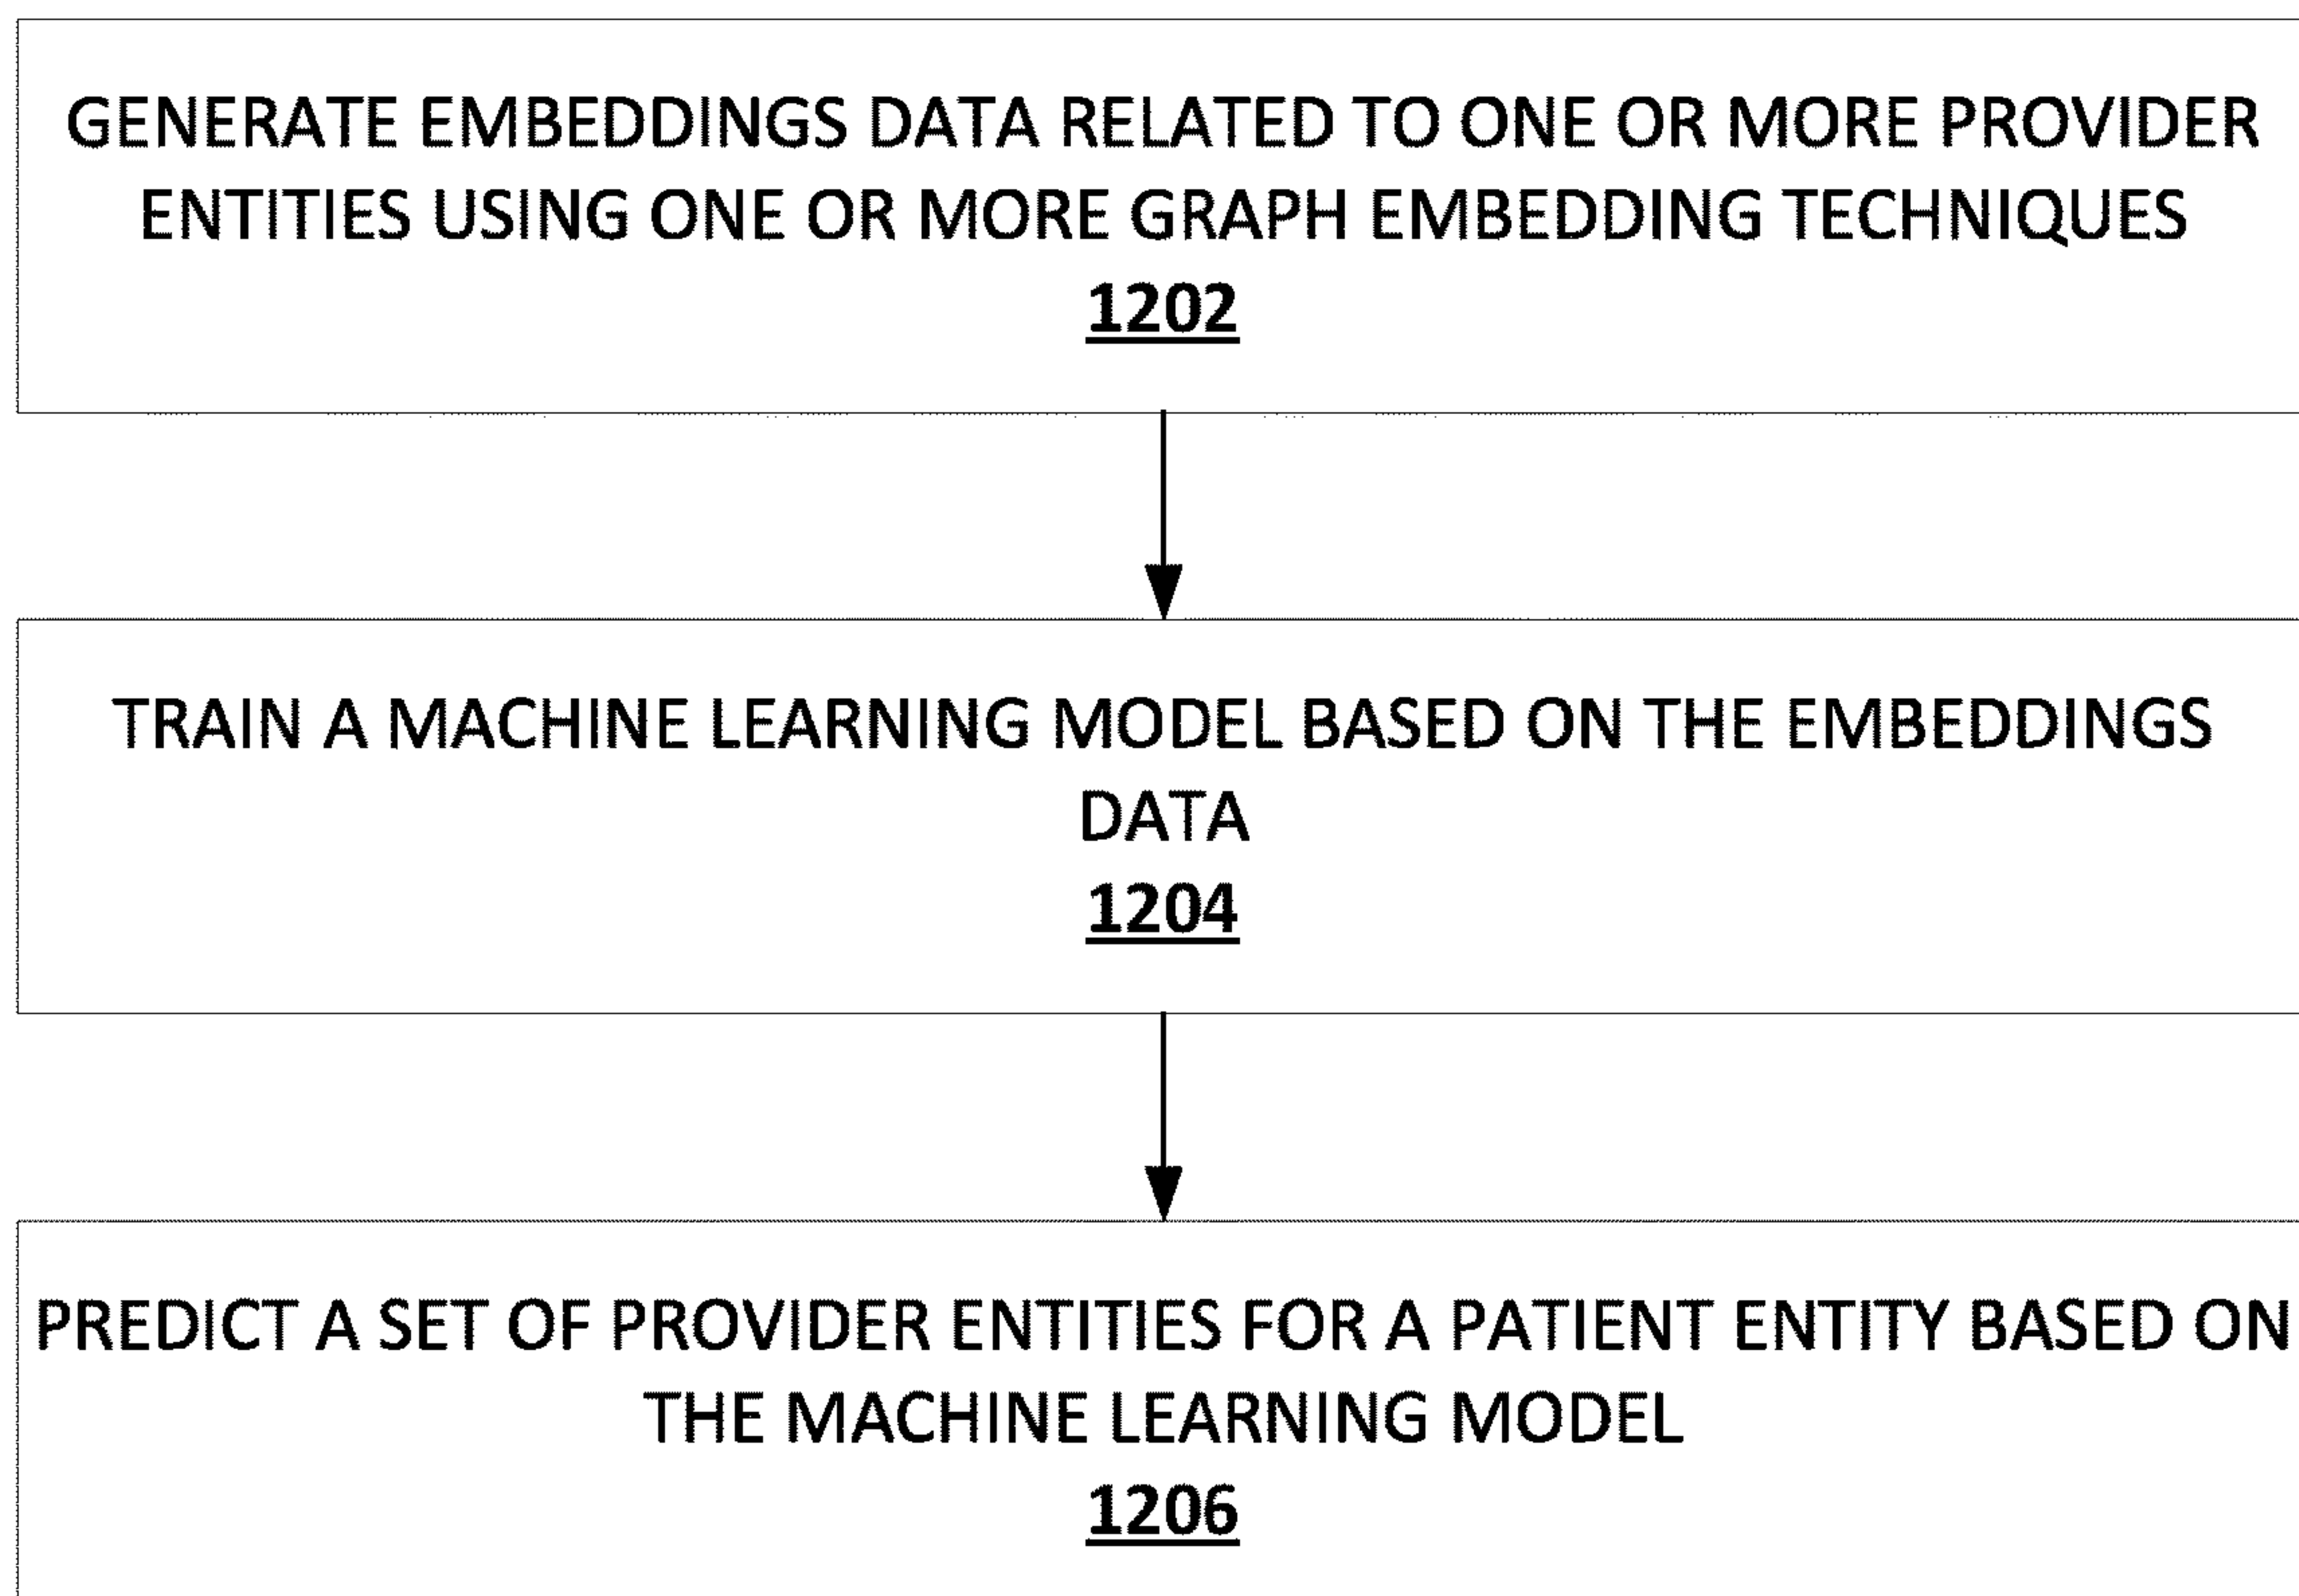 GENERATE EMBEDDINGS DATA RELATED TO ONE OR MORE PROVIDER
ENTITIES USING ONE OR MORE GRAPH EMBEDDING TECHNIQUES
1202
TRAIN A MACHINE LEARNING MODEL BASED ON THE EMBEDDINGS
DATA
1204
PREDICT A SET OF PROVIDER ENTITIES FOR A PATIENT ENTITY BASED ON
THE MACHINE LEARNING MODEL
1206